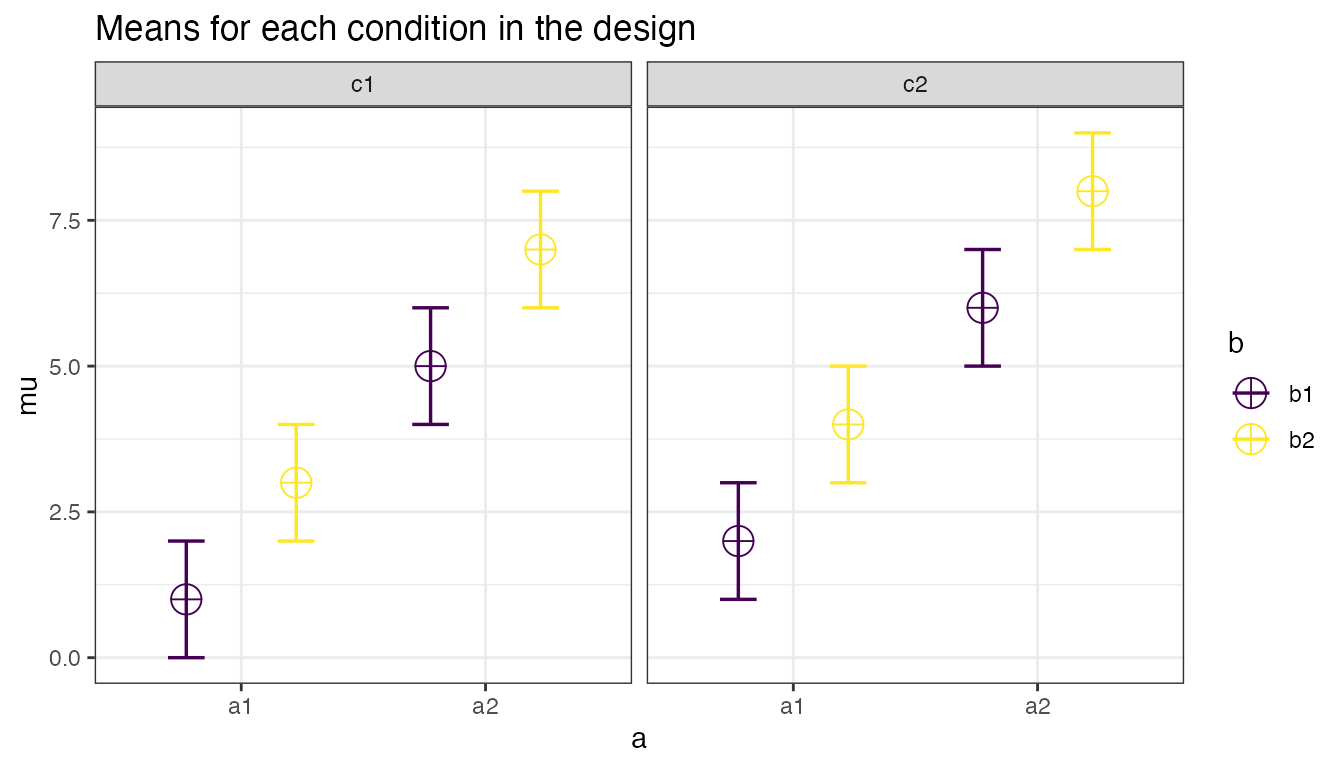 Means for each condition in the design
c1
c2
mu
7.5
5.0
2.5
0.0
a1
a2
a1
a2
a
b
b1
b2